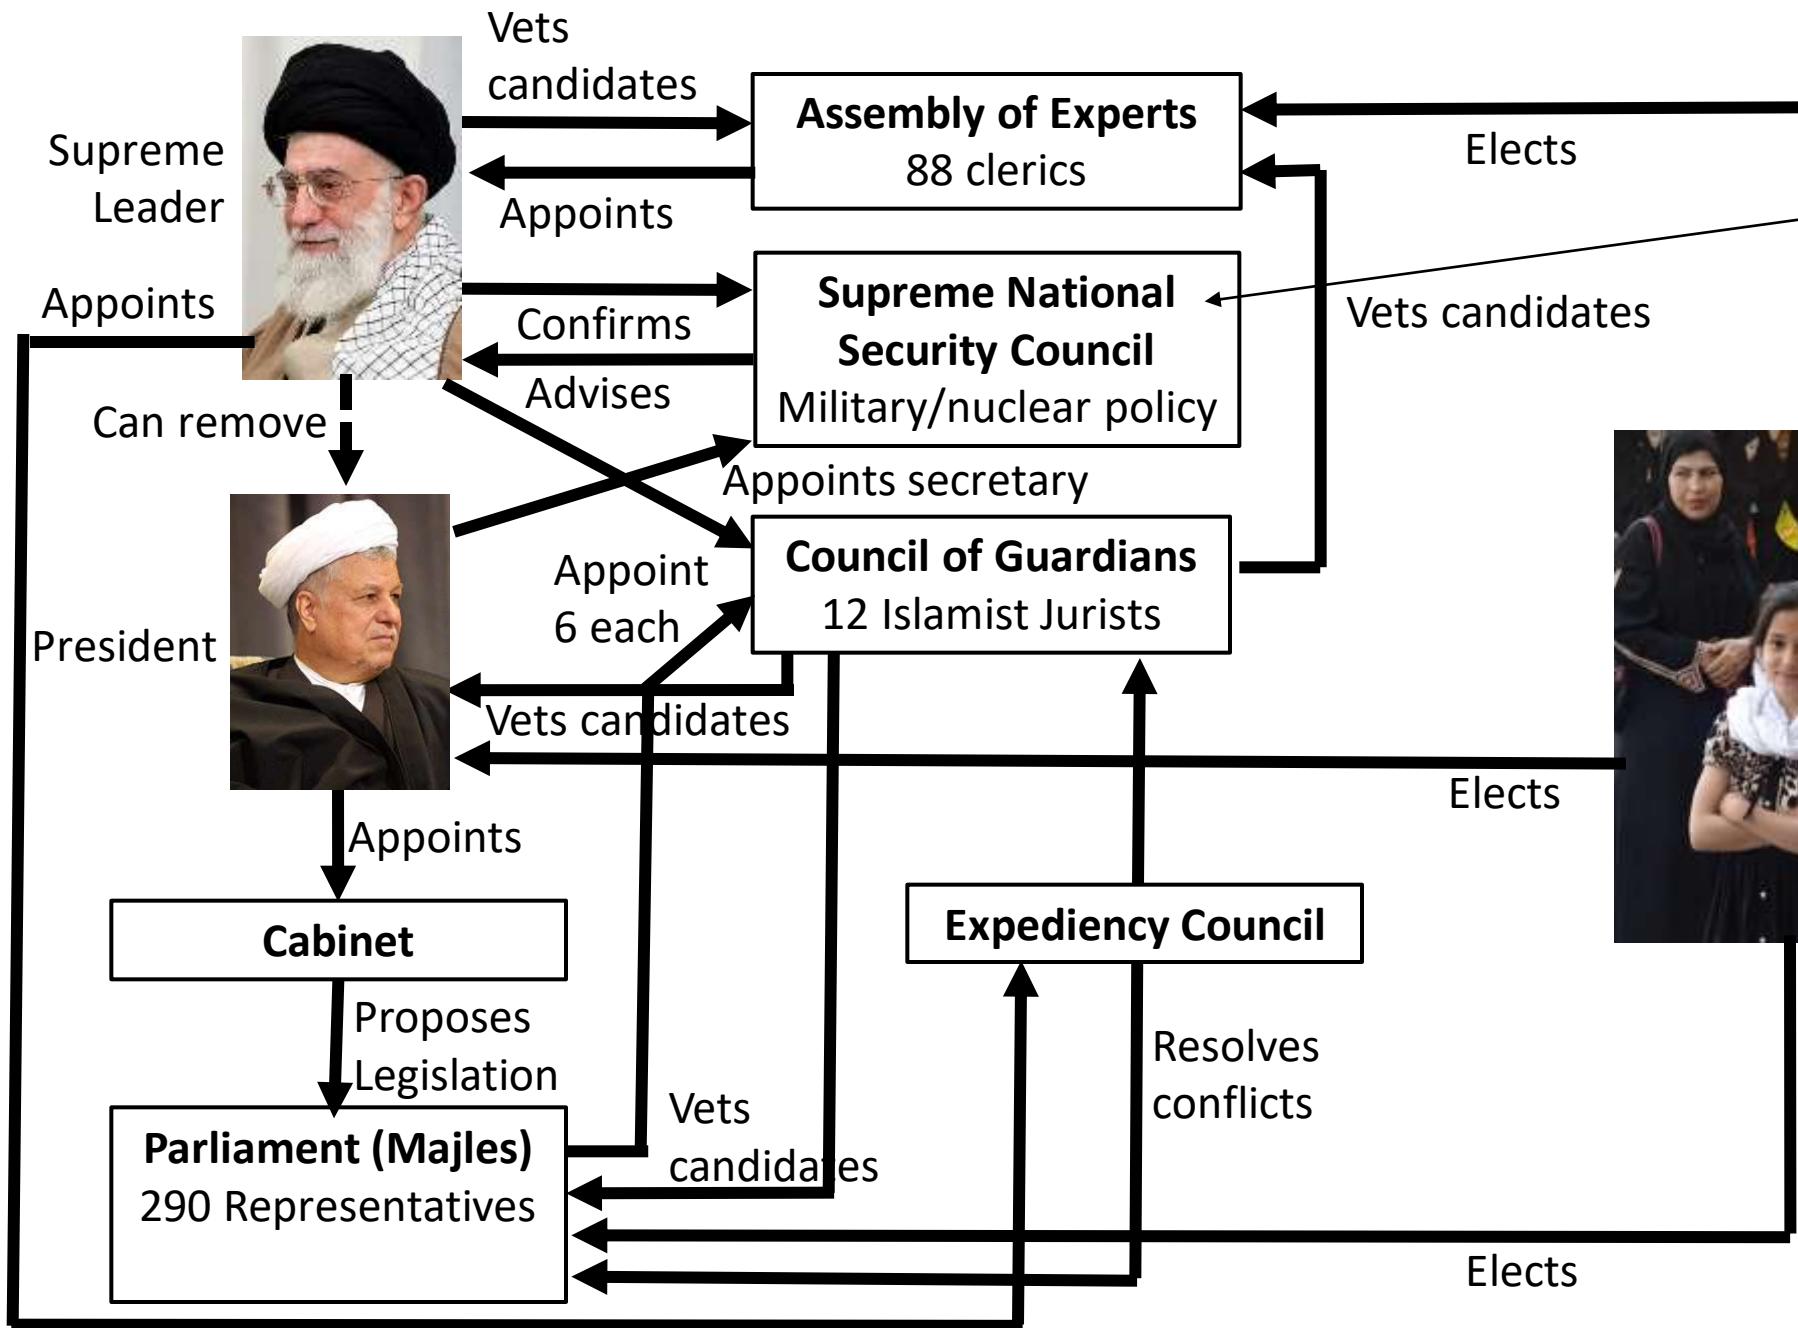 Vets
candidates
Supreme
Leader
Assembly of Experts
88 clerics
Elects
Appoints
Appoints
Supreme National
Security Council
Military/nuclear policy
Confirms
Advises
Vets candidates
Can remove
Appoints secretary
President
Appoint
6 each
Council of Guardians
12 Islamist Jurists
Vets candidates
Elects
Appoints
Cabinet
Expediency Council
Proposes
Legislation
Resolves
conflicts
Parliament (Majles)
290 Representatives
Vets
candidates
Elects